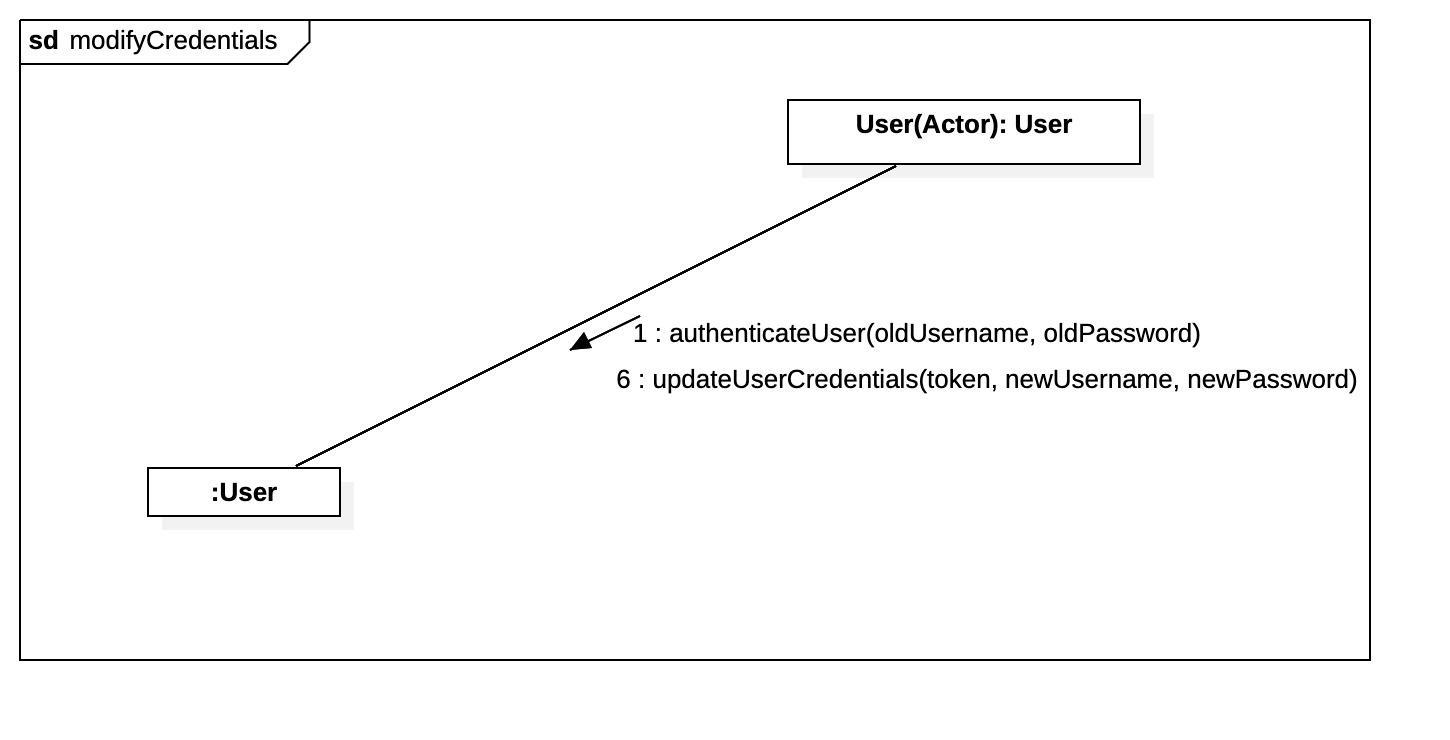 sd modifyCredentials
User(Actor): User
1 : authenticateUser(oldUsername, oldPassword)
6 : updateUserCredentials(token, newUsername, newPassword)
:User